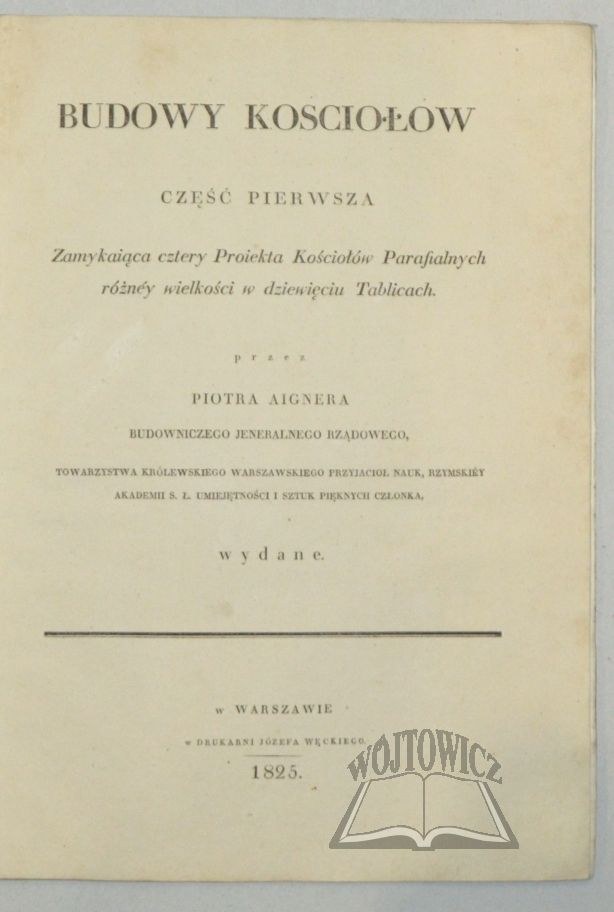 BUDOWY KOSCIOŁOW
CZĘŚĆ PIERWSZA
Zamykaiąca cztery Proiekta Kościołów Parafialnych
różnéy wielkości w dziewięciu Tablicach.
przez
PIOTRA AIGNERA
BUDOWNICZEGO JENERALNEGO RZĄDOWEGO,
TOWARZYSTWA KRÓLEWSKIEGO WARSZAWSKIEGO PRZYJACIOŁ NAUK, RZYMSKIÉY
AKADEMII S. Ł. UMIEJĘTNOŚCI I SZTUK PIĘKNYCH CZŁONKA,
wydane.
w WARSZAWIE
w DRUKARNI JÓZEFA WĘCKIEGO.
1825.
WÓJTOWICZ